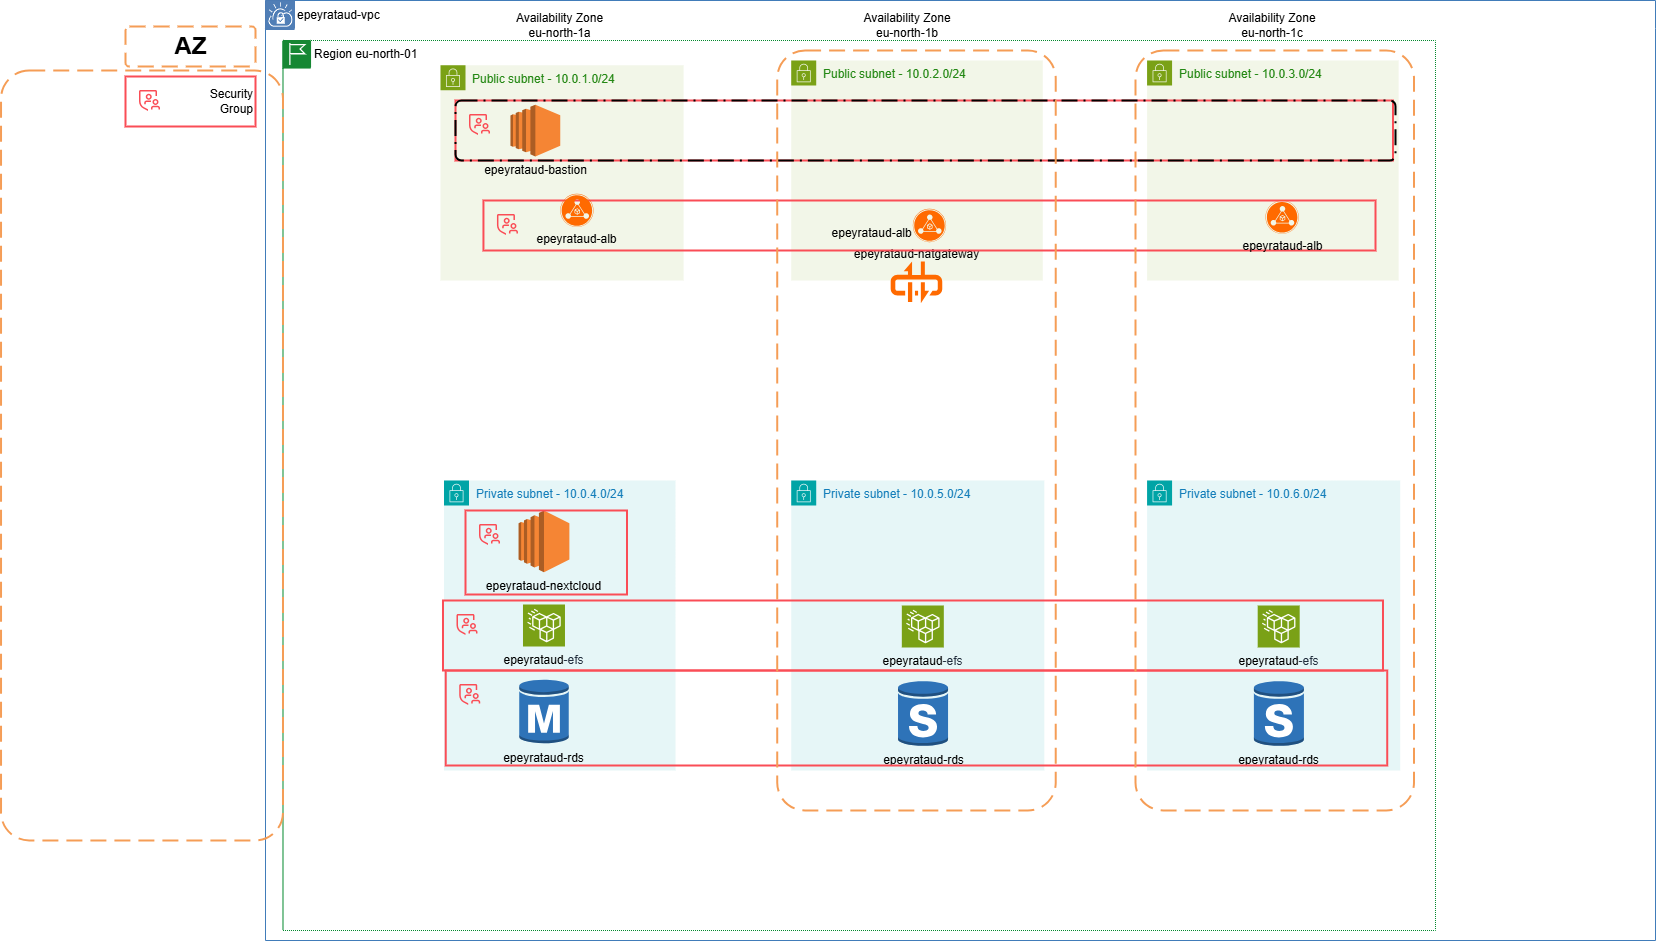 epeyrataud-vpc
Availability Zone
eu-north-1a
Availability Zone
eu-north-1b
Availability Zone
eu-north-1c
AZ
Region eu-north-01
Security
Group
Public subnet - 10.0.1.0/24
Public subnet - 10.0.2.0/24
Public subnet - 10.0.3.0/24
epeyrataud-bastion
epeyrataud-alb
epeyrataud-alb
epeyrataud-alb
epeyrataud-natgateway
Private subnet - 10.0.4.0/24
Private subnet - 10.0.5.0/24
Private subnet - 10.0.6.0/24
epeyrataud-nextcloud
epeyrataud-efs
epeyrataud-efs
epeyrataud-efs
M
S
S
epeyrataud-rds
epeyrataud-rds
epeyrataud-rds